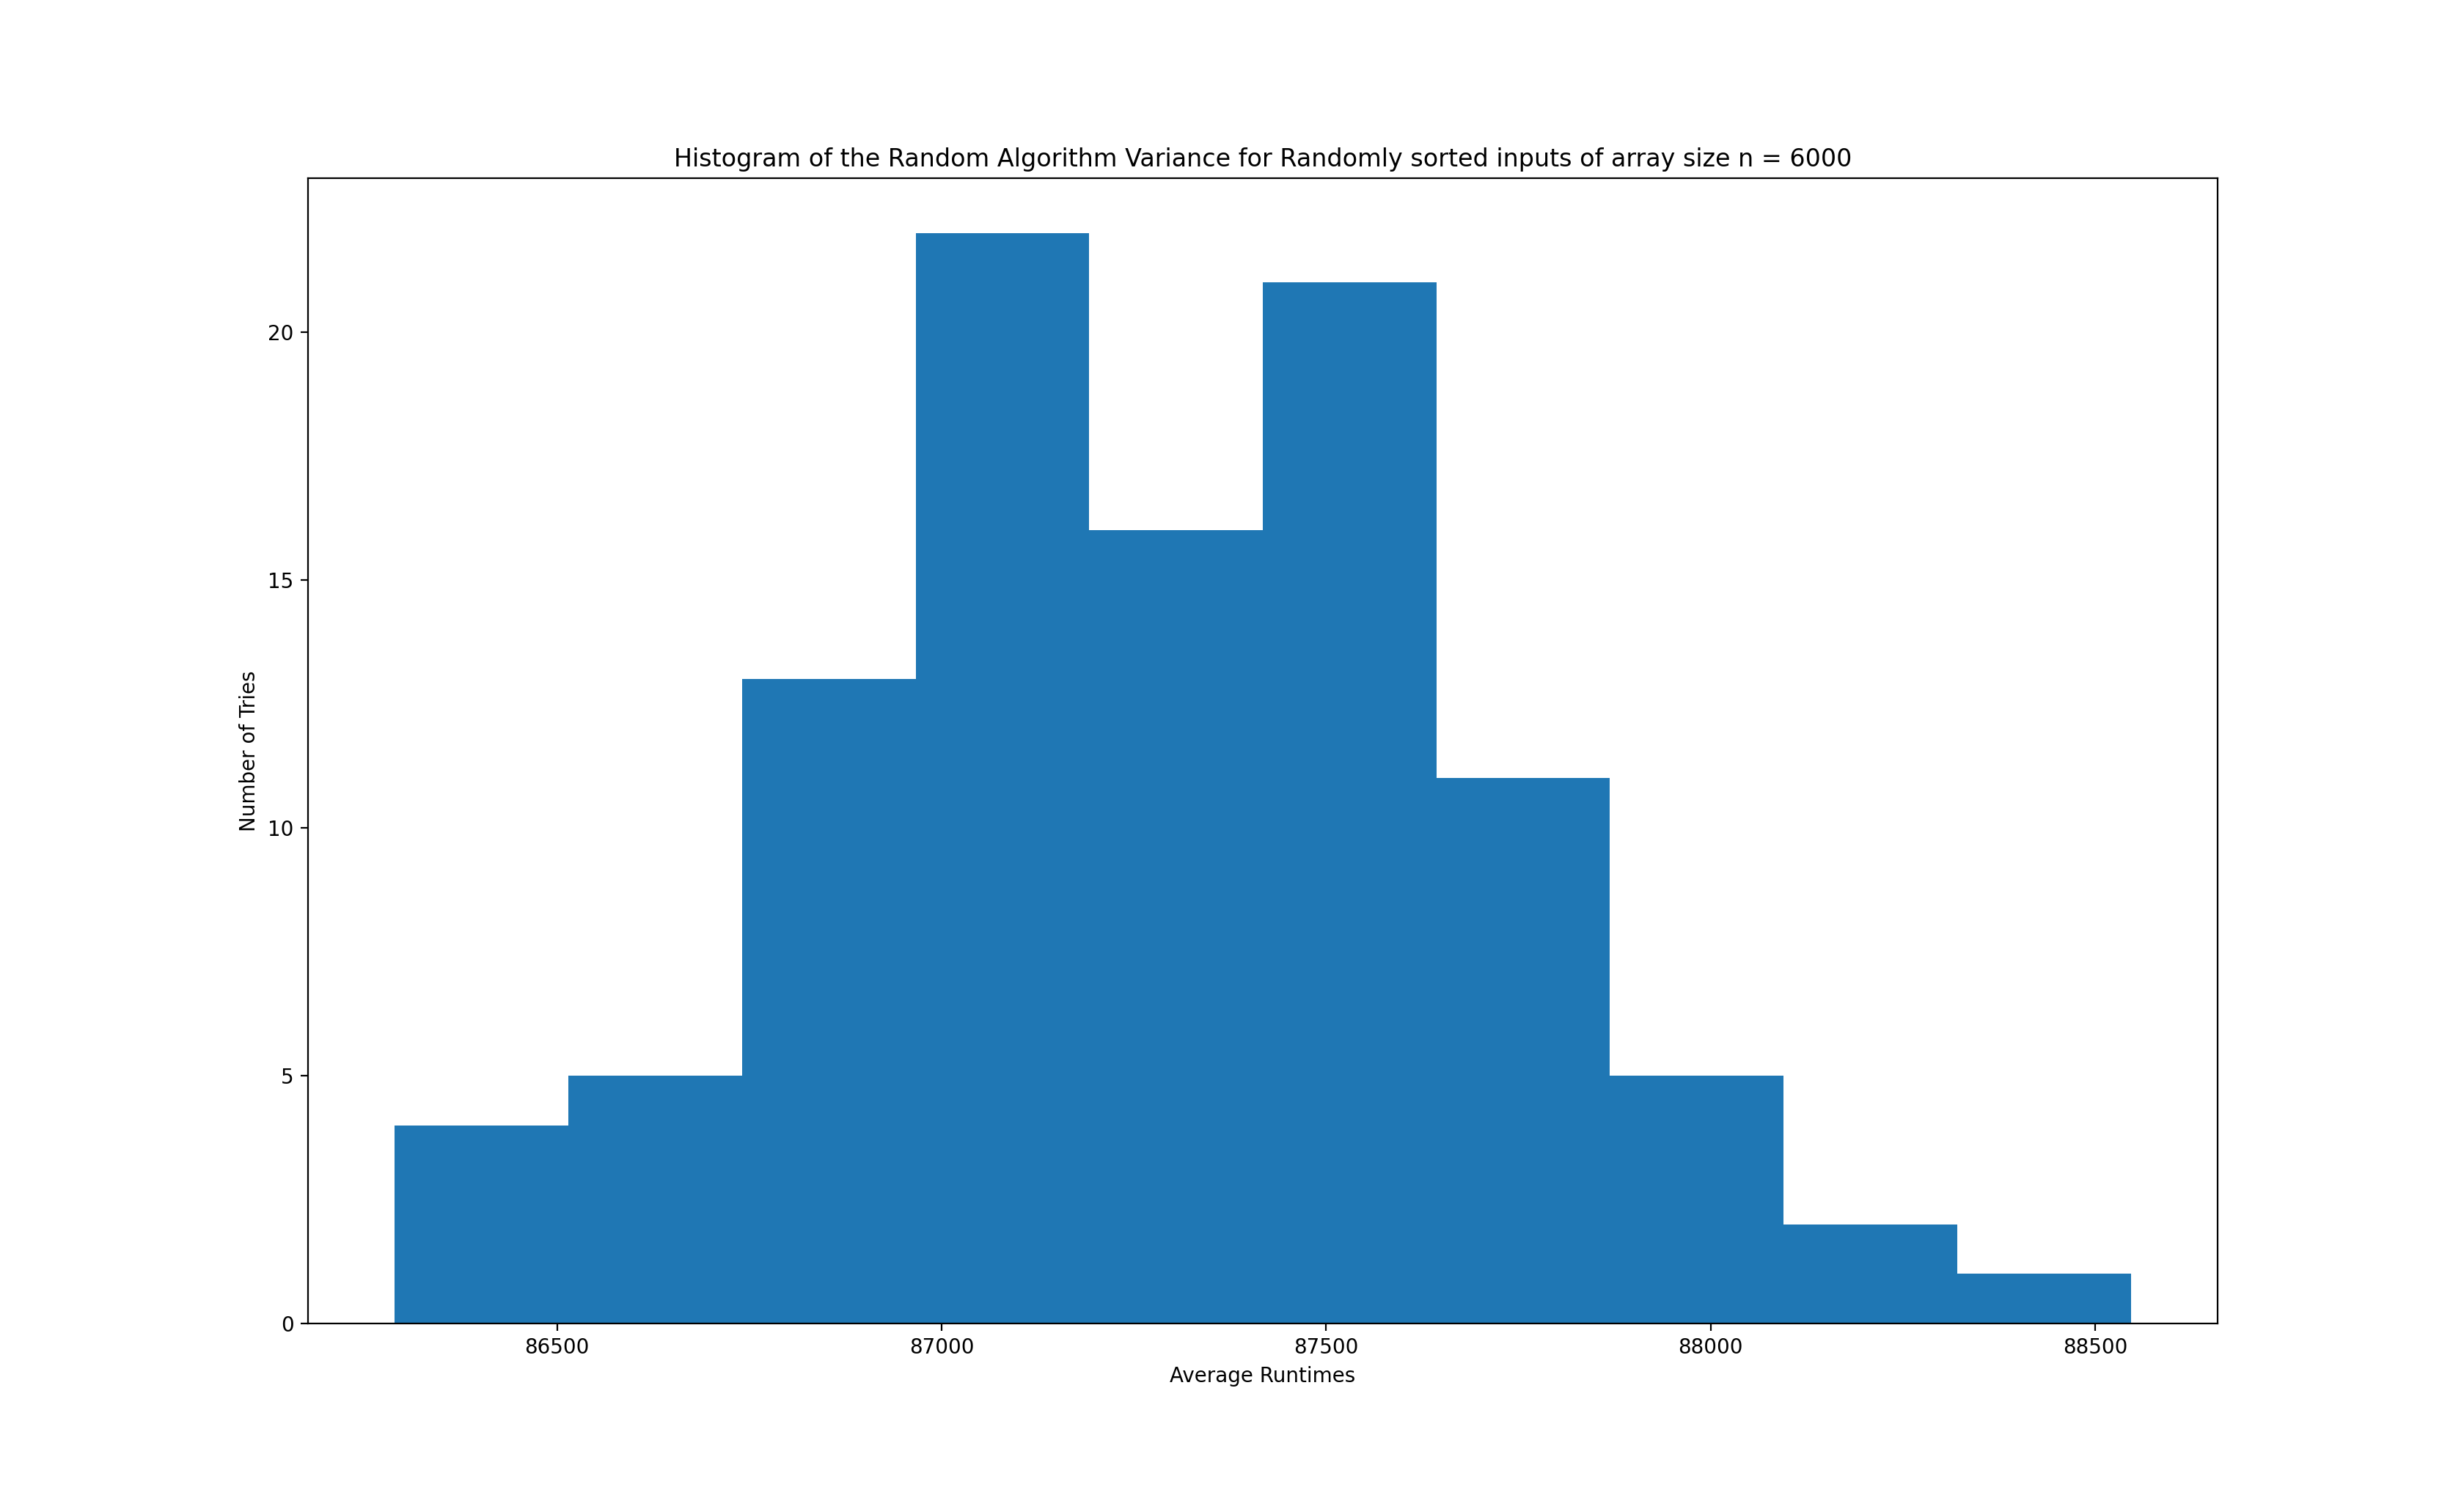 Histogram of the Random Algorithm Variance for Randomly sorted inputs of array size n = 6000
20
15
10
5
0
Number of Tries
86500 87000 87500 88000 88500
Average Runtimes